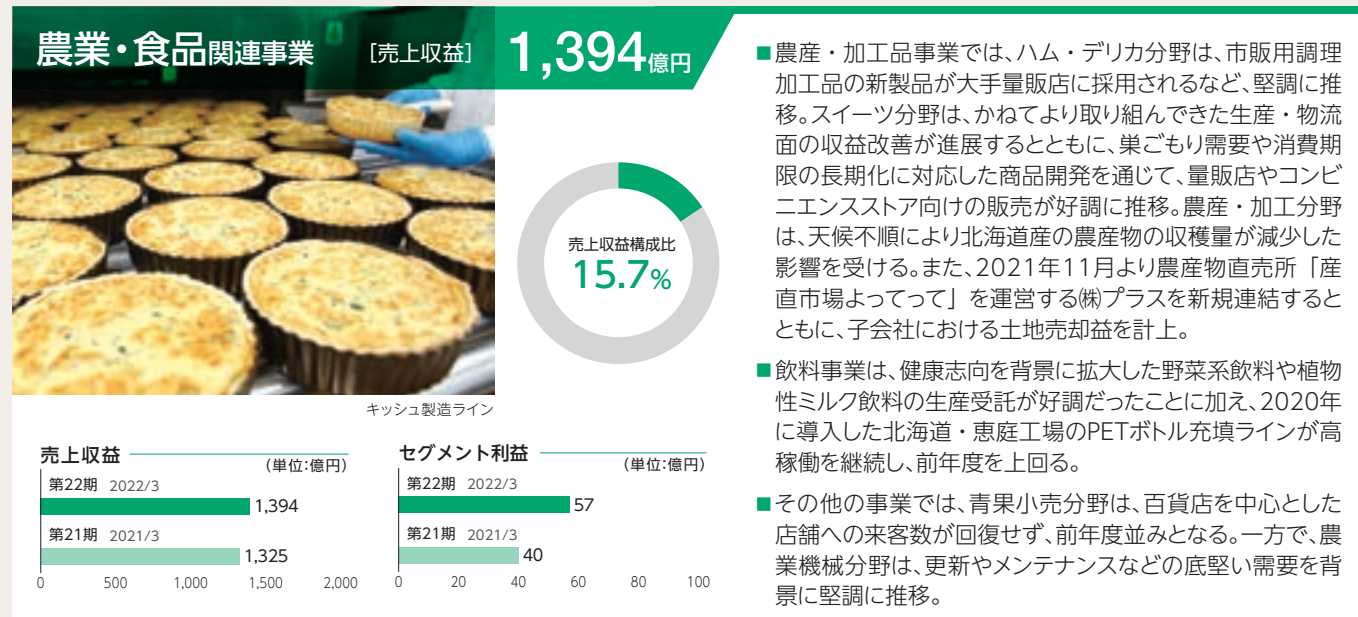 農業・食品関連事業 [売上収益] 1,394億円
売上収益構成比
15.7%
キッシュ製造ライン
売上収益 (単位:億円)
第22期 2022/3
1,394
第21期 2021/3
1,325
0 500 1,000 1,500 2,000
セグメント利益 (単位:億円)
第22期 2022/3
57
第21期 2021/3
40
0 20 40 60 80 100
■農産・加工品事業では、ハム・デリカ分野は、市販用調理
加工品の新製品が大手量販店に採用されるなど、堅調に推
移。スイーツ分野は、かねてより取り組んできた生産・物流
面の収益改善が進展するとともに、巣ごもり需要や消費期
限の長期化に対応した商品開発を通じて、量販店やコンビ
ニエンスストア向けの販売が好調に推移。農産・加工分野
は、天候不順により北海道産の農産物の収穫量が減少した
影響を受ける。また、2021年11月より農産物直売所「産
直市場よってって」を運営する㈱プラスを新規連結すると
ともに、子会社における土地売却益を計上。
■飲料事業は、健康志向を背景に拡大した野菜系飲料や植物
性ミルク飲料の生産受託が好調だったことに加え、2020年
に導入した北海道・恵庭工場のPETボトル充填ラインが高
稼働を継続し、前年度を上回る。
■その他の事業では、青果小売分野は、百貨店を中心とした
店舗への来客数が回復せず、前年度並みとなる。一方で、農
業機械分野は、更新やメンテナンスなどの底堅い需要を背
景に堅調に推移。